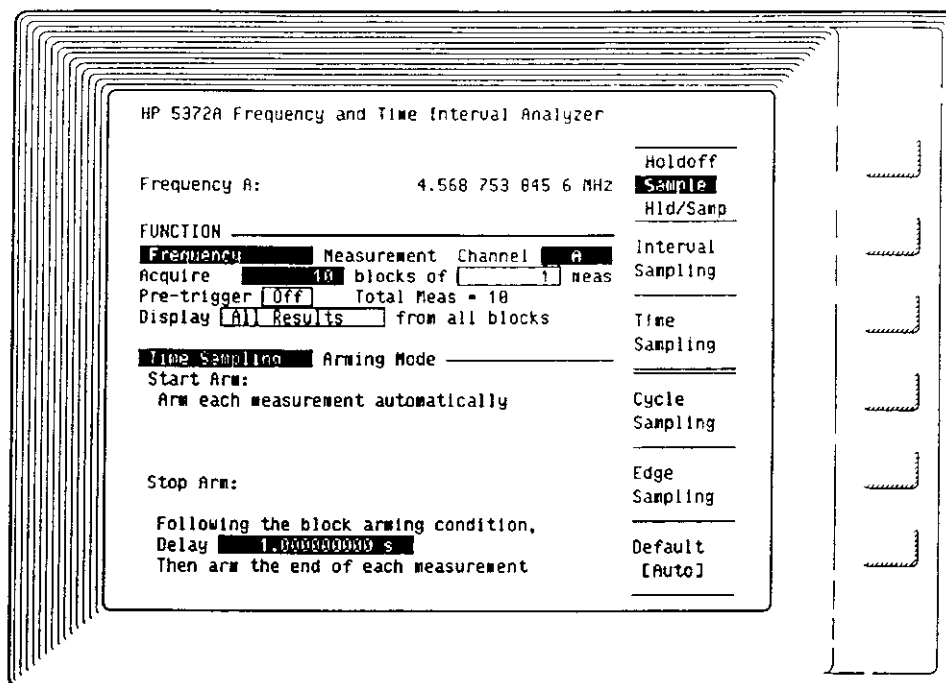 HP 5372A Frequency and Time Interval Analyzer
Frequency A: 4.568 753 845 6 MHz
FUNCTION
Frequency Measurement Channel A
Acquire 10 blocks of 1 meas
Pre-trigger Off Total Meas = 10
Display All Results from all blocks
Time Sampling Arming Mode
Start Arm:
Arm each measurement automatically
Stop Arm:
Following the block arming condition,
Delay 1.000000000 s
Then arm the end of each measurement
Holdoff
Sample
Hld/Samp
Interval
Sampling
Time
Sampling
Cycle
Sampling
Edge
Sampling
Default
[Auto]